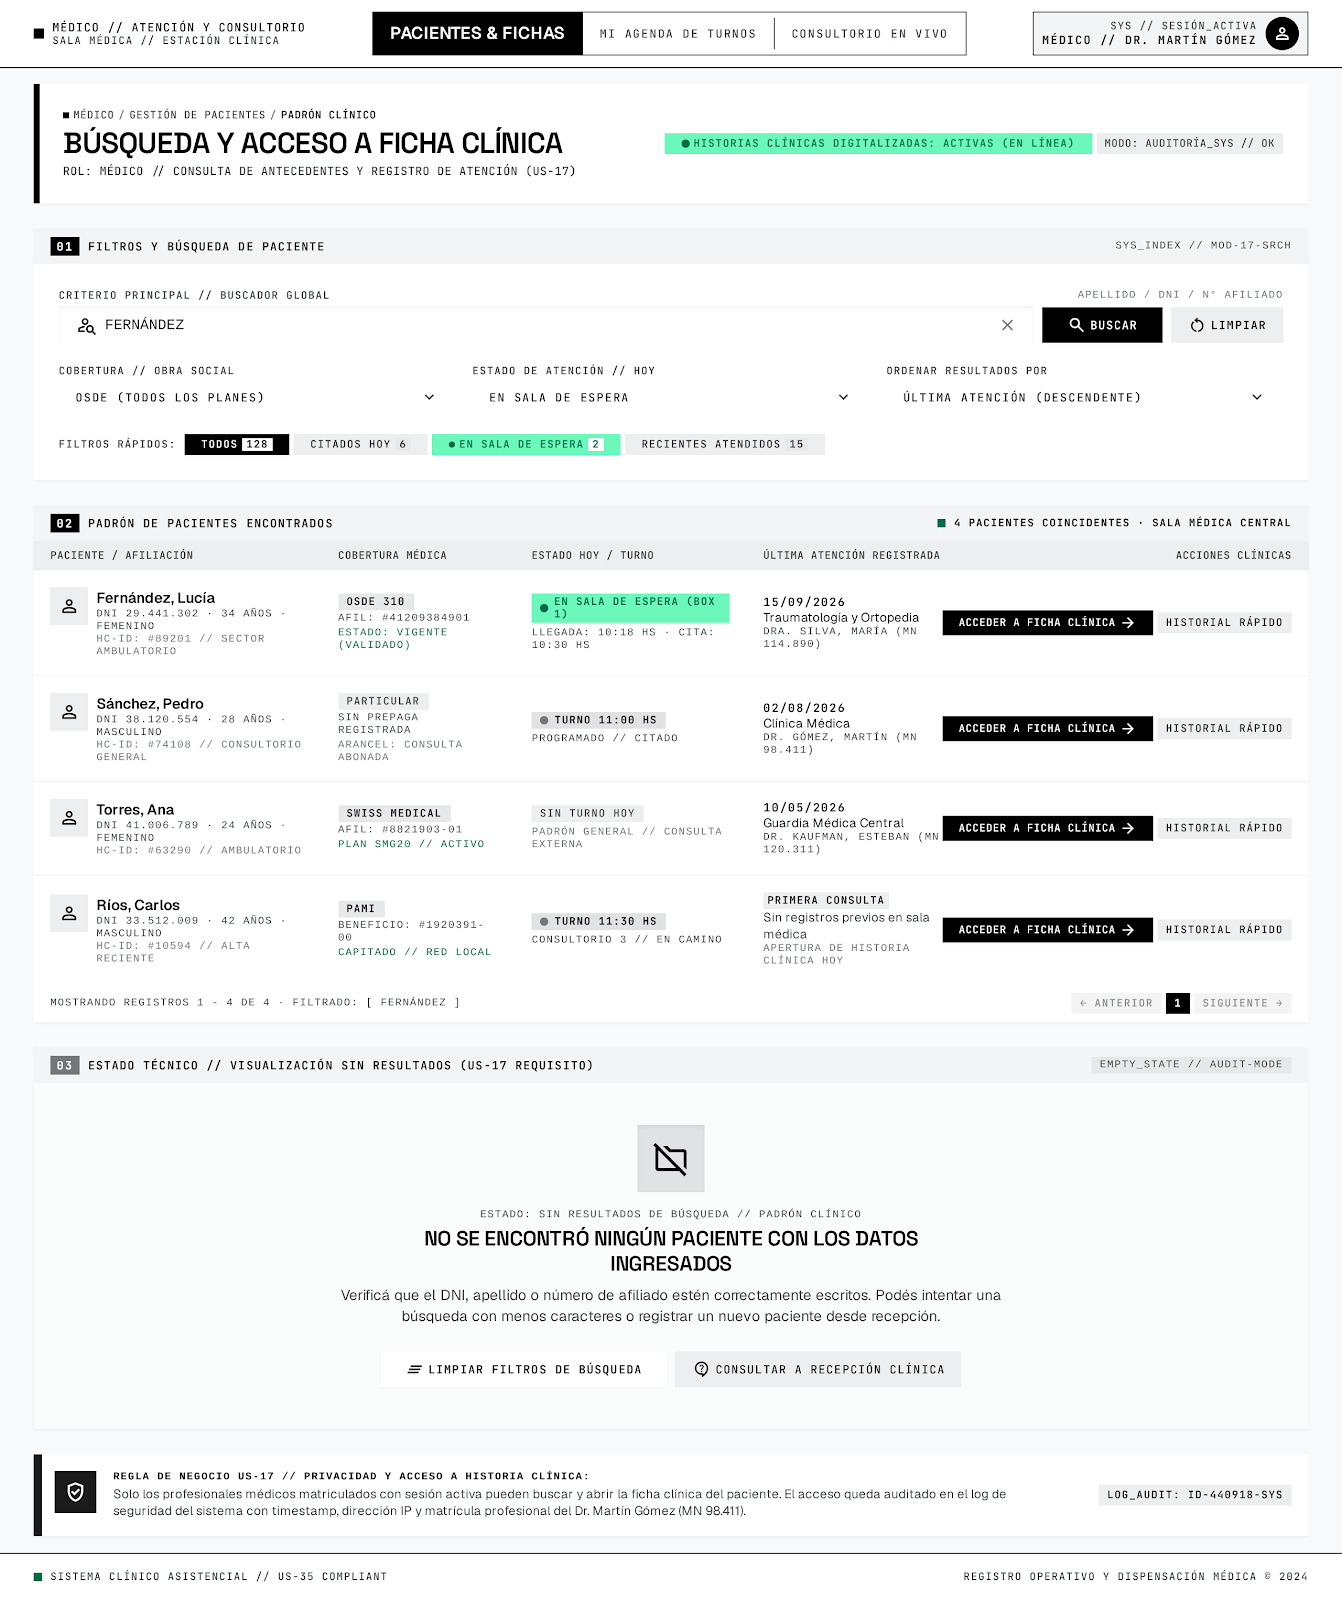 MÉDICO // ATENCIÓN Y CONSULTORIO
SALA MÉDICA // ESTACIÓN CLÍNICA
PACIENTES & FICHAS
MI AGENDA DE TURNOS
CONSULTORIO EN VIVO
SYS // SESIÓN_ACTIVA
MÉDICO // DR. MARTÍN GÓMEZ
MÉDICO / GESTIÓN DE PACIENTES / PADRÓN CLÍNICO
BÚSQUEDA Y ACCESO A FICHA CLÍNICA
ROL: MÉDICO // CONSULTA DE ANTECEDENTES Y REGISTRO DE ATENCIÓN (US-17)
HISTORIAS CLÍNICAS DIGITALIZADAS: ACTIVAS (EN LÍNEA)
MODO: AUDITORÍA_SYS // OK
01 FILTROS Y BÚSQUEDA DE PACIENTE
SYS_INDEX // MOD-17-SRCH
CRITERIO PRINCIPAL // BUSCADOR GLOBAL
APELLIDO / DNI / N° AFILIADO
FERNÁNDEZ
BUSCAR
LIMPIAR
COBERTURA // OBRA SOCIAL
ESTADO DE ATENCIÓN // HOY
ORDENAR RESULTADOS POR
OSDE (TODOS LOS PLANES)
EN SALA DE ESPERA
ÚLTIMA ATENCIÓN (DESCENDENTE)
FILTROS RÁPIDOS:
TODOS 128
CITADOS HOY 6
EN SALA DE ESPERA 2
RECIENTES ATENDIDOS 15
02 PADRÓN DE PACIENTES ENCONTRADOS
4 PACIENTES COINCIDENTES · SALA MÉDICA CENTRAL
PACIENTE / AFILIACIÓN
COBERTURA MÉDICA
ESTADO HOY / TURNO
ÚLTIMA ATENCIÓN REGISTRADA
ACCIONES CLÍNICAS
Fernández, Lucía
DNI 29.441.302 · 34 AÑOS ·
FEMENINO
HC-ID: #89201 // SECTOR
AMBULATORIO
OSDE 310
AFIL: #41209384901
ESTADO: VIGENTE
(VALIDADO)
EN SALA DE ESPERA (BOX
1)
LLEGADA: 10:18 HS · CITA:
10:30 HS
15/09/2026
Traumatología y Ortopedia
DRA. SILVA, MARÍA (MN
114.890)
ACCEDER A FICHA CLÍNICA →
HISTORIAL RÁPIDO
Sánchez, Pedro
DNI 38.120.554 · 28 AÑOS ·
MASCULINO
HC-ID: #74108 // CONSULTORIO
GENERAL
PARTICULAR
SIN PREPAGA
REGISTRADA
ARANCEL: CONSULTA
ABONADA
TURNO 11:00 HS
PROGRAMADO // CITADO
02/08/2026
Clínica Médica
DR. GÓMEZ, MARTÍN (MN
98.411)
ACCEDER A FICHA CLÍNICA →
HISTORIAL RÁPIDO
Torres, Ana
DNI 41.006.789 · 24 AÑOS ·
FEMENINO
HC-ID: #63290 // AMBULATORIO
SWISS MEDICAL
AFIL: #8821903-01
PLAN SMG20 // ACTIVO
SIN TURNO HOY
PADRÓN GENERAL // CONSULTA
EXTERNA
10/05/2026
Guardia Médica Central
DR. KAUFMAN, ESTEBAN (MN
120.311)
ACCEDER A FICHA CLÍNICA →
HISTORIAL RÁPIDO
Ríos, Carlos
DNI 33.512.009 · 42 AÑOS ·
MASCULINO
HC-ID: #10594 // ALTA
RECIENTE
PAMI
BENEFICIO: #1920391-
00
CAPITADO // RED LOCAL
TURNO 11:30 HS
CONSULTORIO 3 // EN CAMINO
PRIMERA CONSULTA
Sin registros previos en sala
médica
APERTURA DE HISTORIA
CLÍNICA HOY
ACCEDER A FICHA CLÍNICA →
HISTORIAL RÁPIDO
MOSTRANDO REGISTROS 1 - 4 DE 4 · FILTRADO: [ FERNÁNDEZ ]
← ANTERIOR
1
SIGUIENTE →
03 ESTADO TÉCNICO // VISUALIZACIÓN SIN RESULTADOS (US-17 REQUISITO)
EMPTY_STATE // AUDIT-MODE
ESTADO: SIN RESULTADOS DE BÚSQUEDA // PADRÓN CLÍNICO
NO SE ENCONTRÓ NINGÚN PACIENTE CON LOS DATOS
INGRESADOS
Verificá que el DNI, apellido o número de afiliado estén correctamente escritos. Podés intentar una
búsqueda con menos caracteres o registrar un nuevo paciente desde recepción.
LIMPIAR FILTROS DE BÚSQUEDA
CONSULTAR A RECEPCIÓN CLÍNICA
REGLA DE NEGOCIO US-17 // PRIVACIDAD Y ACCESO A HISTORIA CLÍNICA:
Solo los profesionales médicos matriculados con sesión activa pueden buscar y abrir la ficha clínica del paciente. El acceso queda auditado en el log de
seguridad del sistema con timestamp, dirección IP y matrícula profesional del Dr. Martín Gómez (MN 98.411).
LOG_AUDIT: ID-440918-SYS
SISTEMA CLÍNICO ASISTENCIAL // US-35 COMPLIANT
REGISTRO OPERATIVO Y DISPENSACIÓN MÉDICA © 2024